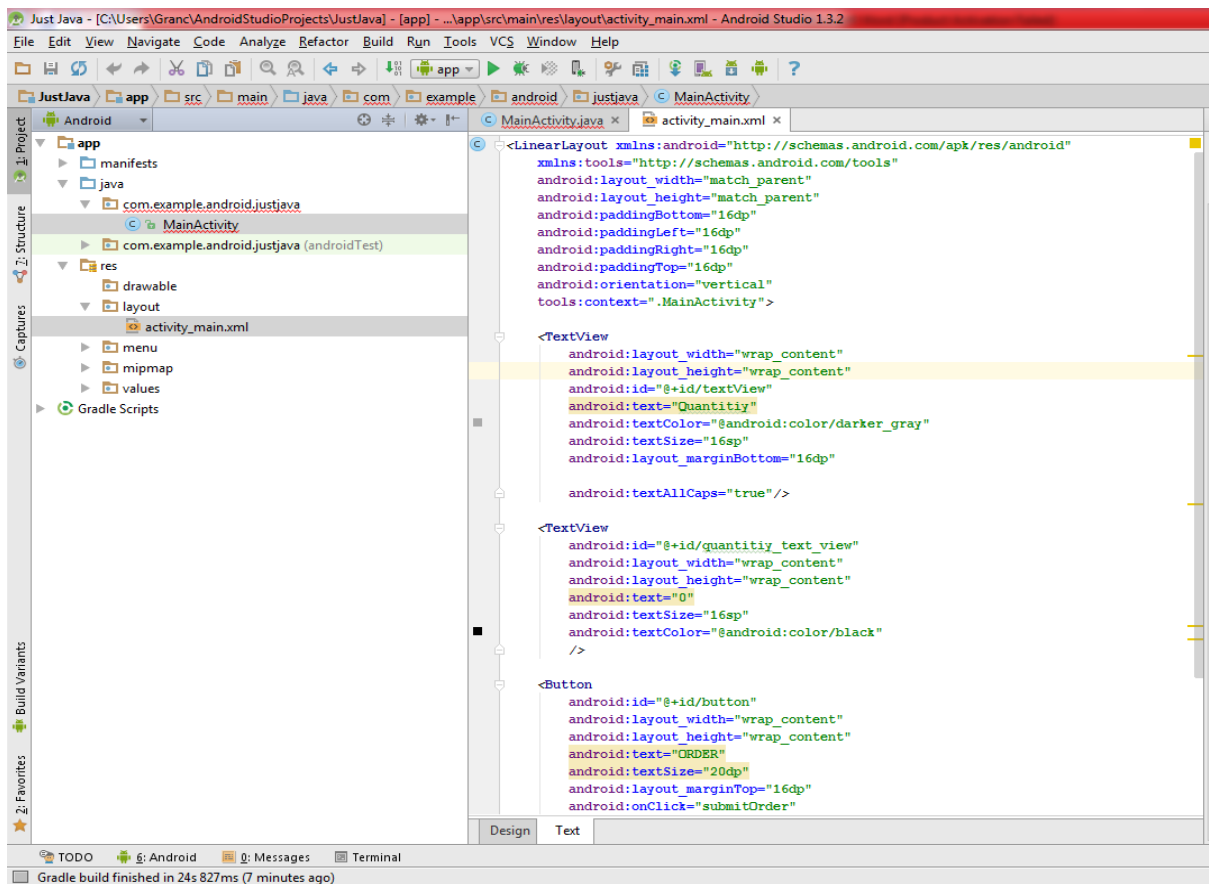 Just Java - [C:\Users\Granc\AndroidStudioProjects\JustJava] - [app] - ...\app\src\main\res\layout\activity_main.xml - Android Studio 1.3.2
File Edit View Navigate Code Analyze Refactor Build Run Tools VCS Window Help
app
JustJava app src main java com example android justjava MainActivity
Android
MainActivity.java activity_main.xml
1: Project
7: Structure
Captures
Build Variants
2: Favorites
app
manifests
java
com.example.android.justjava
MainActivity
com.example.android.justjava (androidTest)
res
drawable
layout
activity_main.xml
menu
mipmap
values
Gradle Scripts
<LinearLayout xmlns:android="http://schemas.android.com/apk/res/android"
xmlns:tools="http://schemas.android.com/tools"
android:layout_width="match_parent"
android:layout_height="match_parent"
android:paddingBottom="16dp"
android:paddingLeft="16dp"
android:paddingRight="16dp"
android:paddingTop="16dp"
android:orientation="vertical"
tools:context=".MainActivity">
<TextView
android:layout_width="wrap_content"
android:layout_height="wrap_content"
android:id="@+id/textView"
android:text="Quantitiy"
android:textColor="@android:color/darker_gray"
android:textSize="16sp"
android:layout_marginBottom="16dp"
android:textAllCaps="true"/>
<TextView
android:id="@+id/quantitiy_text_view"
android:layout_width="wrap_content"
android:layout_height="wrap_content"
android:text="0"
android:textSize="16sp"
android:textColor="@android:color/black"
/>
<Button
android:id="@+id/button"
android:layout_width="wrap_content"
android:layout_height="wrap_content"
android:text="ORDER"
android:textSize="20dp"
android:layout_marginTop="16dp"
android:onClick="submitOrder"
Design Text
TODO 6: Android 0: Messages Terminal
Gradle build finished in 24s 827ms (7 minutes ago)